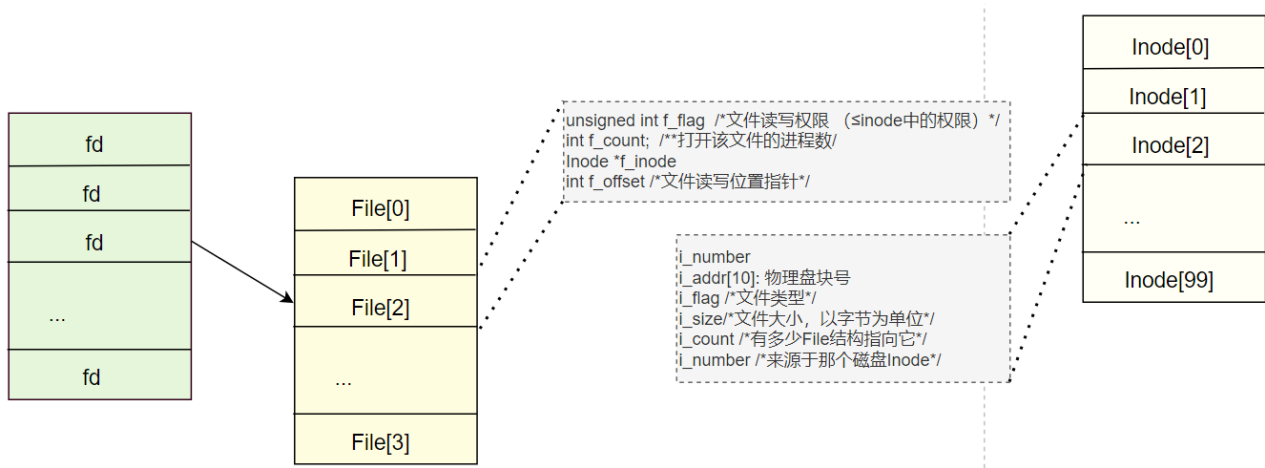 fd
fd
fd
...
fd
File[0]
File[1]
File[2]
...
File[3]
unsigned int f_flag /*文件读写权限 （≤inode中的权限）*/
int f_count; /**打开该文件的进程数/
Inode *f_inode
int f_offset /*文件读写位置指针*/
i_number
i_addr[10]: 物理盘块号
i_flag /*文件类型*/
i_size/*文件大小，以字节为单位*/
i_count /*有多少File结构指向它*/
i_number /*来源于那个磁盘Inode*/
Inode[0]
Inode[1]
Inode[2]
...
Inode[99]